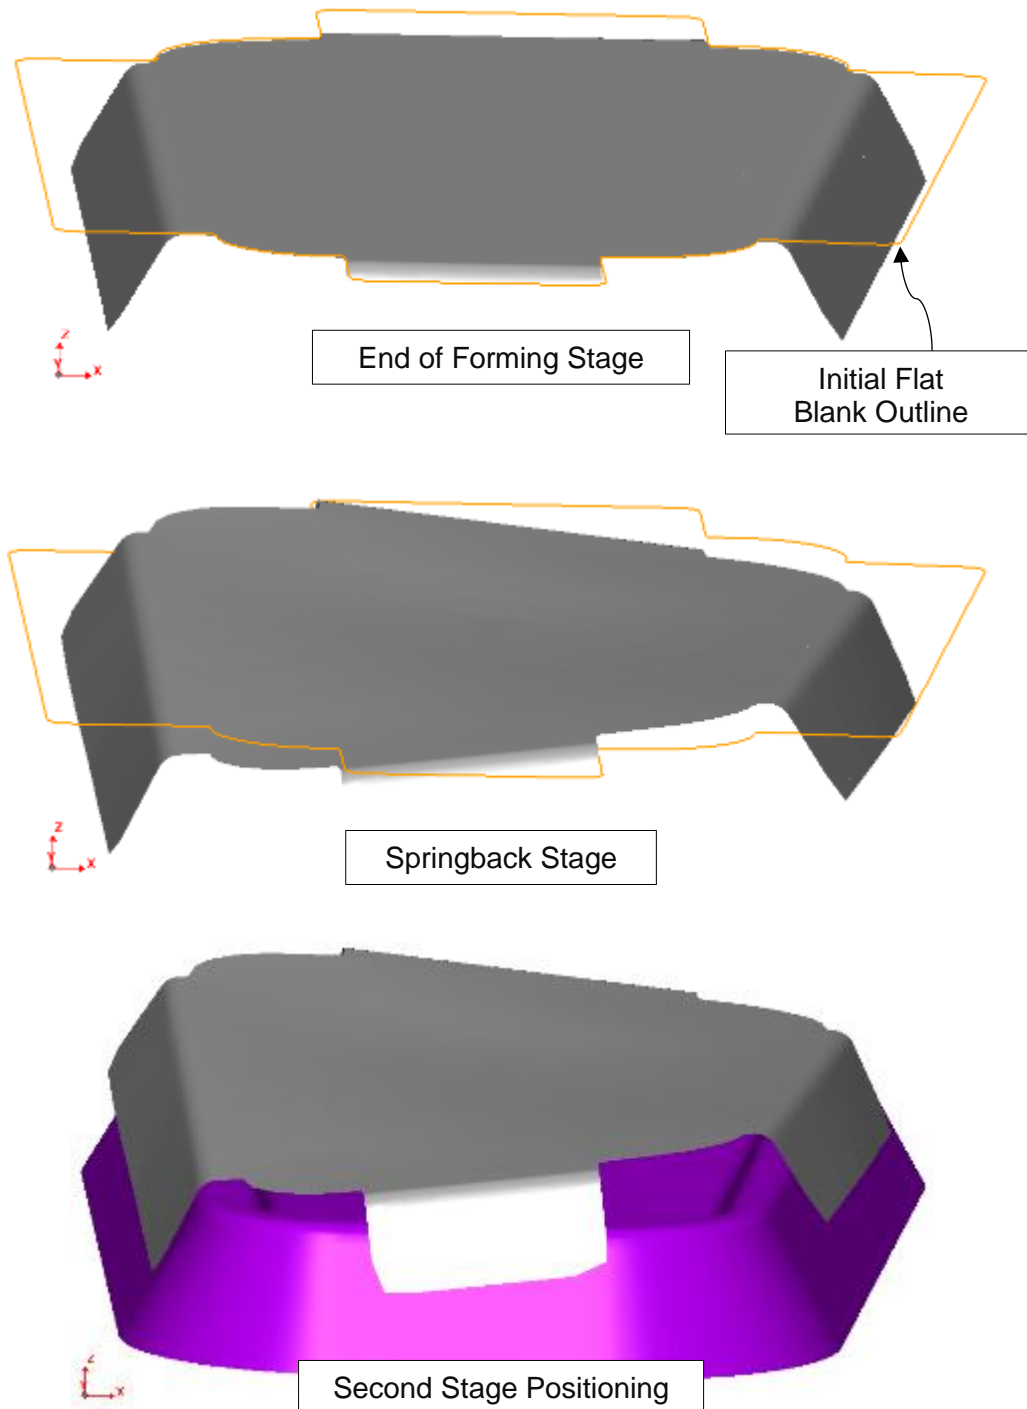 Z
Y
X
End of Forming Stage
Initial Flat
Blank Outline
Z
Y
X
Springback Stage
Z
X
Second Stage Positioning